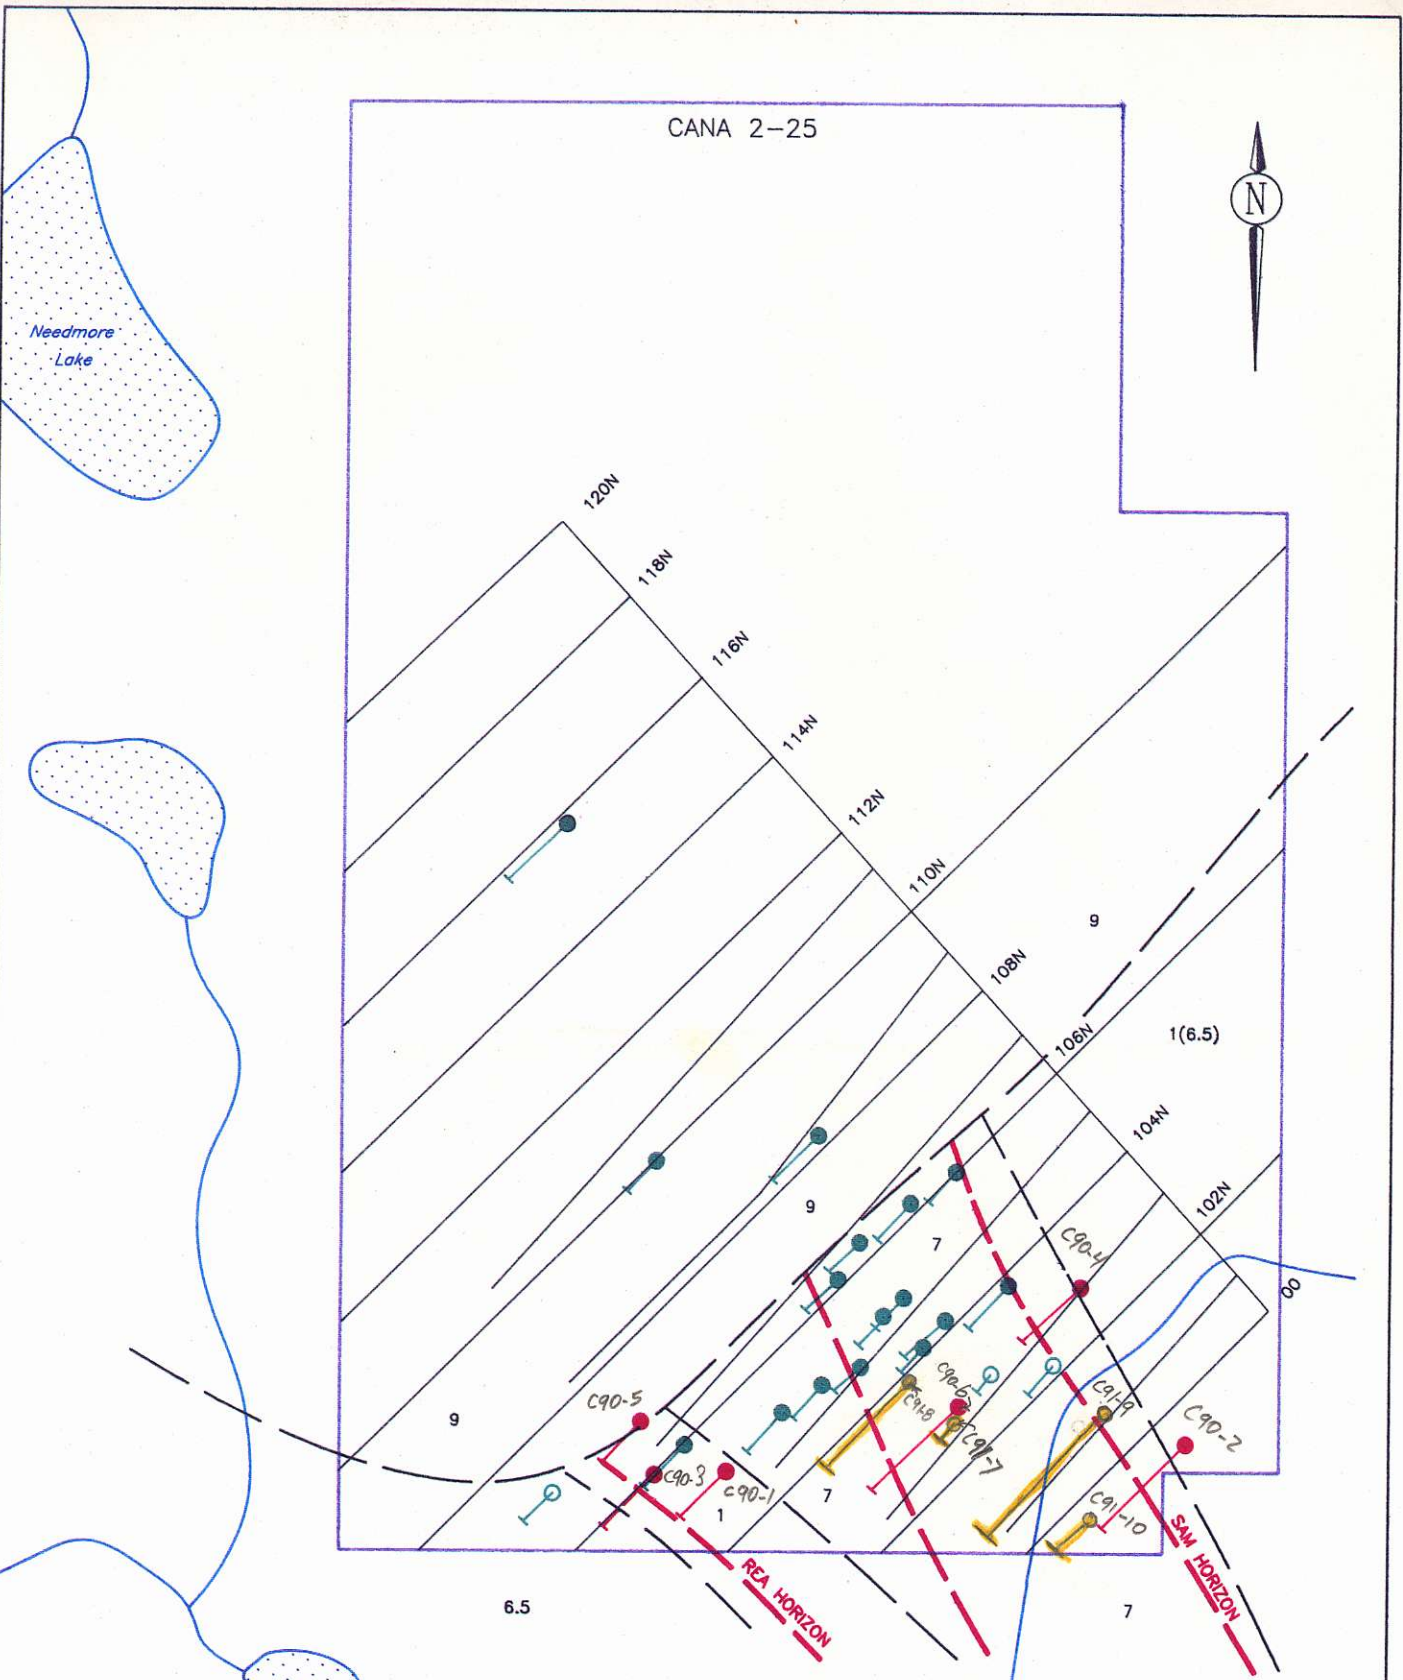 CANA 2-25
N
Needmore
Lake
120N
118N
116N
114N
112N
110N
9
108N
106N
1(6.5)
104N
102N
9
7
C90-4
00
C90-5
9
C90-6
C91-8
C91-9
C90-2
C91-7
C90-3
C90-1
7
1
C91-10
SAM HORIZON
REA HORIZON
6.5
7